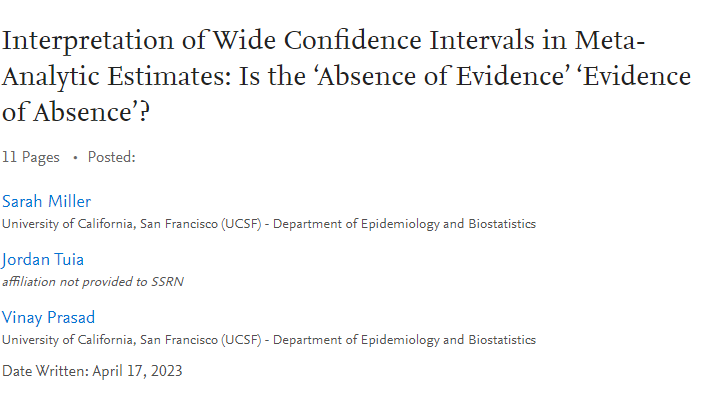 Interpretation of Wide Confidence Intervals in Meta-
Analytic Estimates: Is the ‘Absence of Evidence’ ‘Evidence
of Absence’?
11 Pages • Posted:
Sarah Miller
University of California, San Francisco (UCSF) - Department of Epidemiology and Biostatistics
Jordan Tuia
affiliation not provided to SSRN
Vinay Prasad
University of California, San Francisco (UCSF) - Department of Epidemiology and Biostatistics
Date Written: April 17, 2023